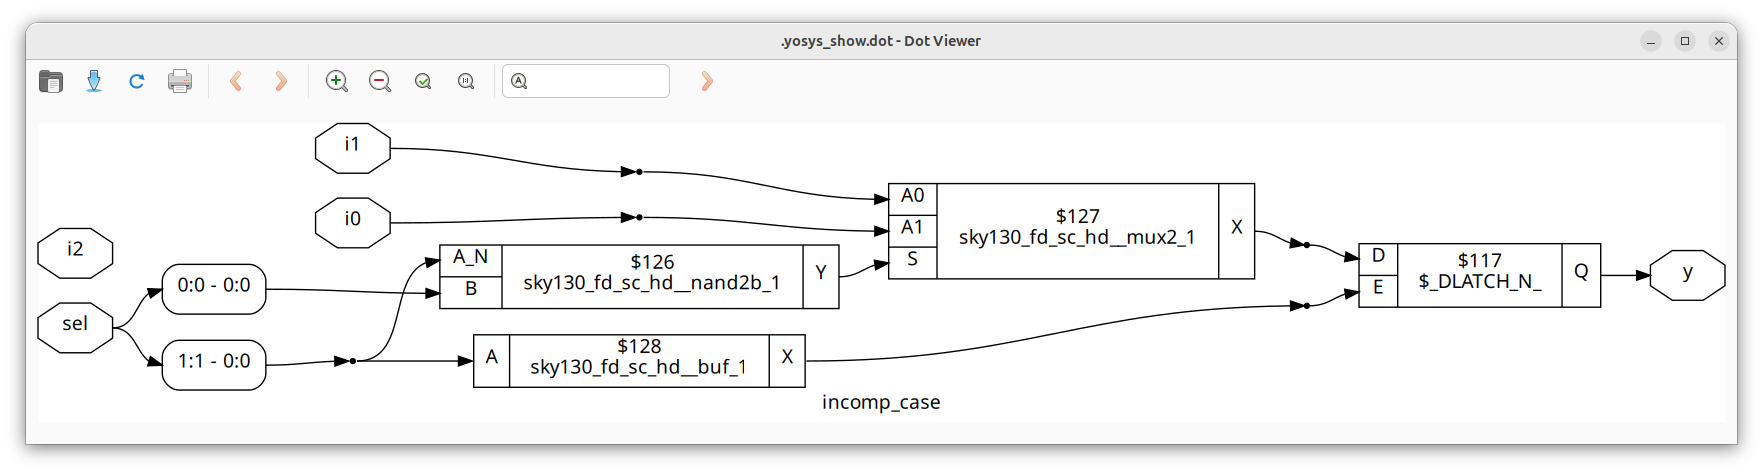 .yosys_show.dot - Dot Viewer
i1
i0
i2
sel
0:0 - 0:0
1:1 - 0:0
A_N
B
$126
sky130_fd_sc_hd__nand2b_1
Y
A
$128
sky130_fd_sc_hd__buf_1
X
A0
A1
S
$127
sky130_fd_sc_hd__mux2_1
X
D
E
$117
$_DLATCH_N_
Q
y
incomp_case